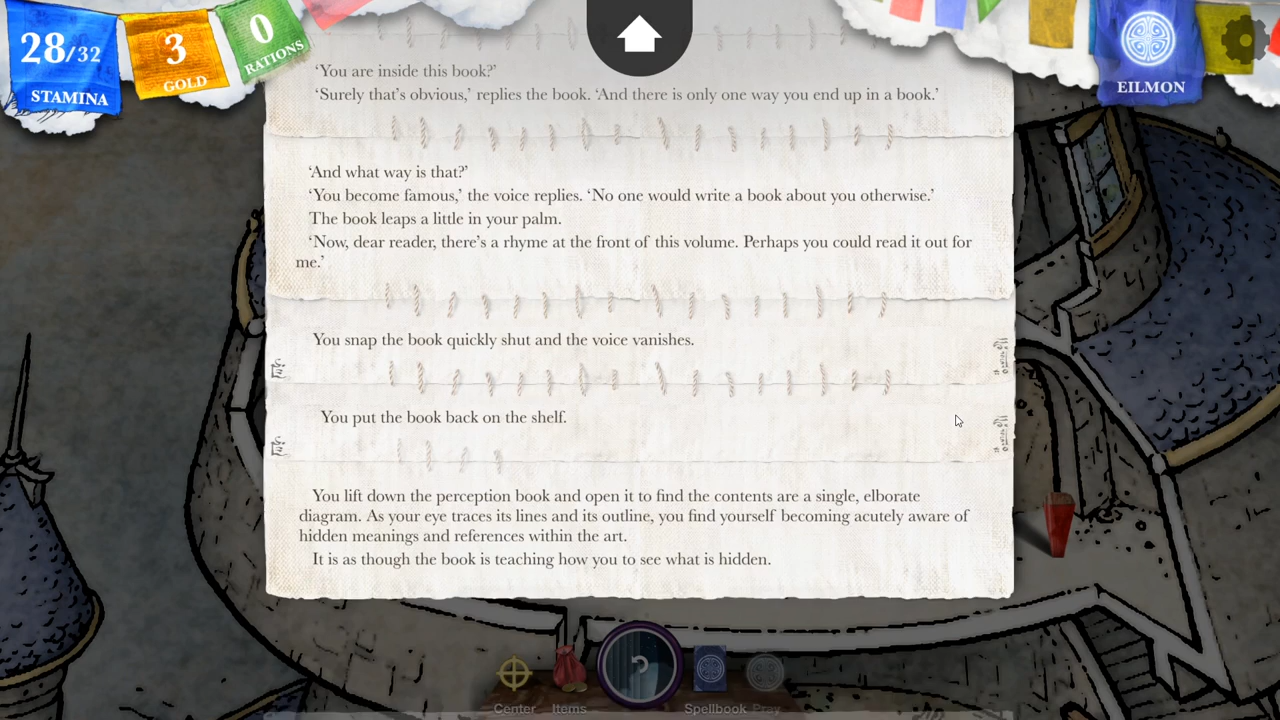 28/32
STAMINA
3
GOLD
0
RATIONS
EILMON
‘You are inside this book?’
‘Surely that’s obvious,’ replies the book. ‘And there is only one way you end up in a book.’
‘And what way is that?’
‘You become famous,’ the voice replies. ‘No one would write a book about you otherwise.’
The book leaps a little in your palm.
‘Now, dear reader, there’s a rhyme at the front of this volume. Perhaps you could read it out for
me.’
You snap the book quickly shut and the voice vanishes.
You put the book back on the shelf.
You lift down the perception book and open it to find the contents are a single, elborate
diagram. As your eye traces its lines and its outline, you find yourself becoming acutely aware of
hidden meanings and references within the art.
It is as though the book is teaching how you to see what is hidden.
Center
Items
Spellbook
Pray